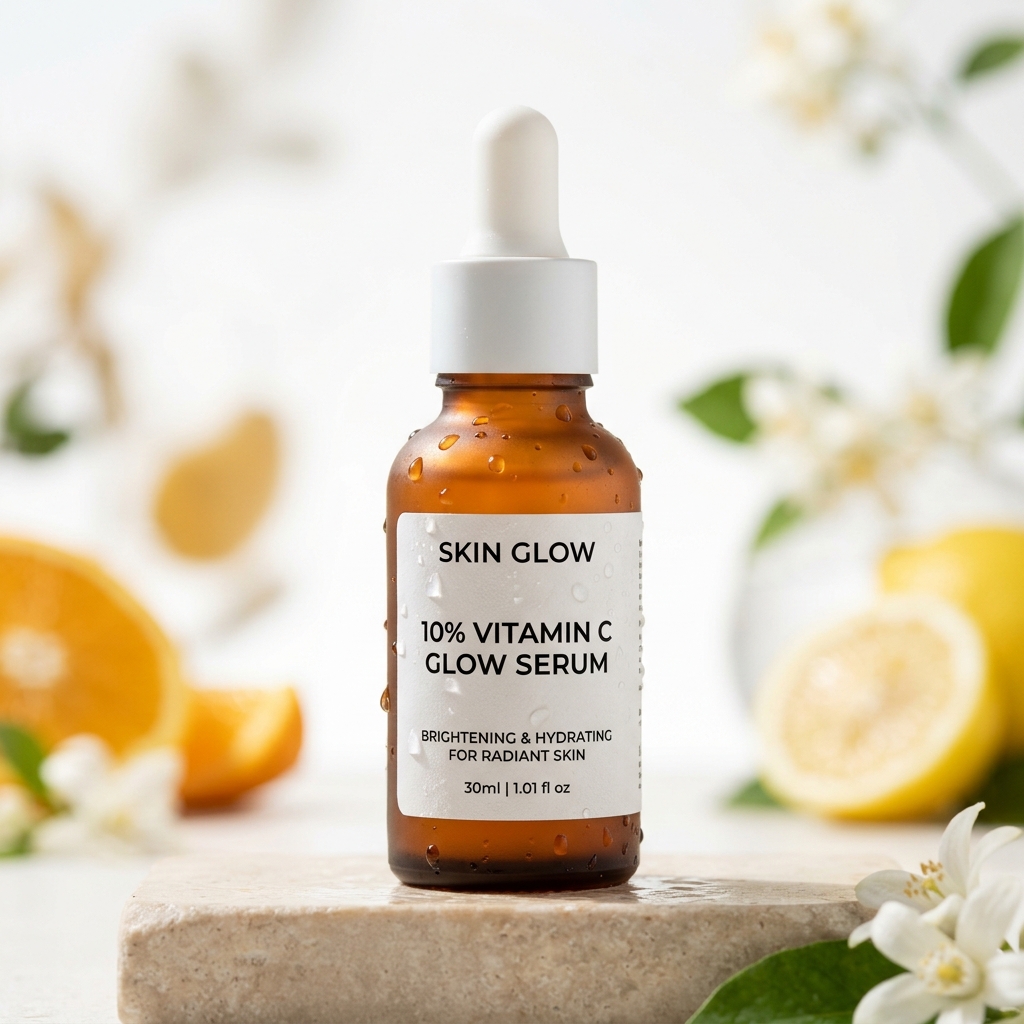 SKIN GLOW
10% VITAMIN C
GLOW SERUM
BRIGHTENING & HYDRATING
FOR RADIANT SKIN
30ml | 1.01 fl oz